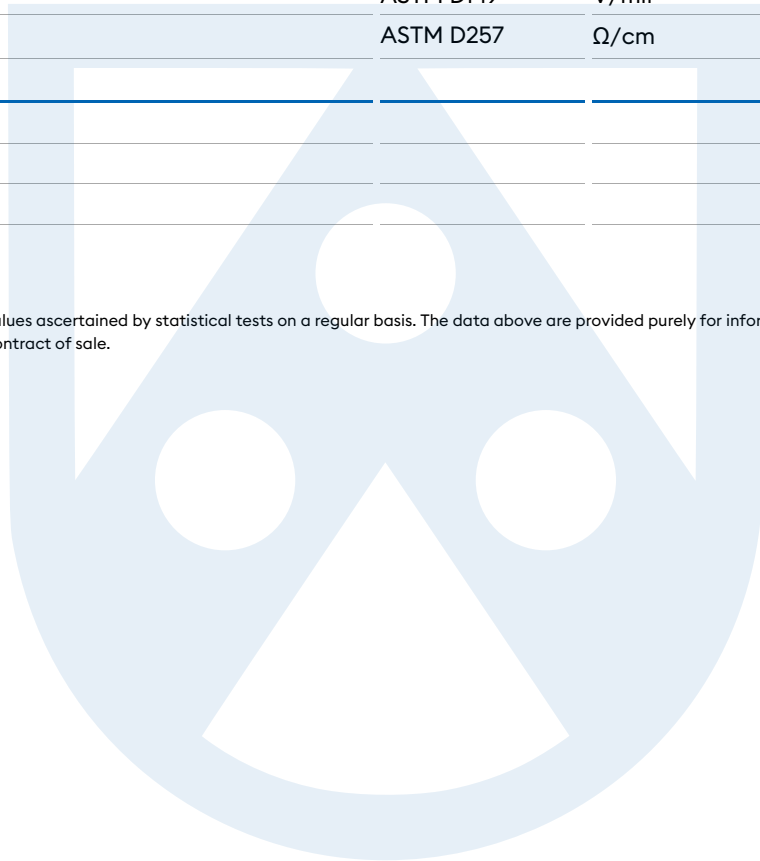 ASTM D257 Ω/cm
lues ascertained by statistical tests on a regular basis. The data above are provided purely for infor
ontract of sale.